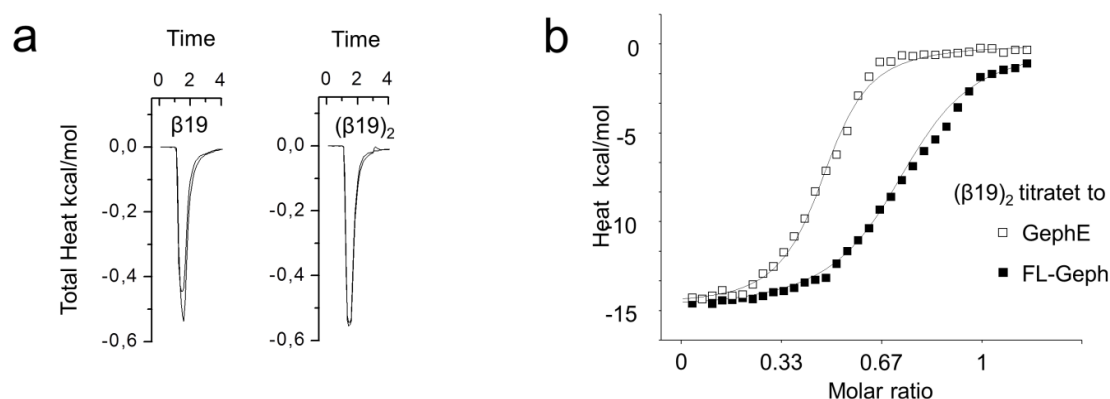 a
Time
0 2 4
β19
0,0
-0,2
-0,4
-0,6
Total Heat kcal/mol
Time
0 2 4
(β19)₂
0,0
-0,2
-0,4
-0,6
b
0
-5
-10
-15
Heat kcal/mol
0 0.33 0.67 1
Molar ratio
(β19)₂ titratet to
GephE
FL-Geph